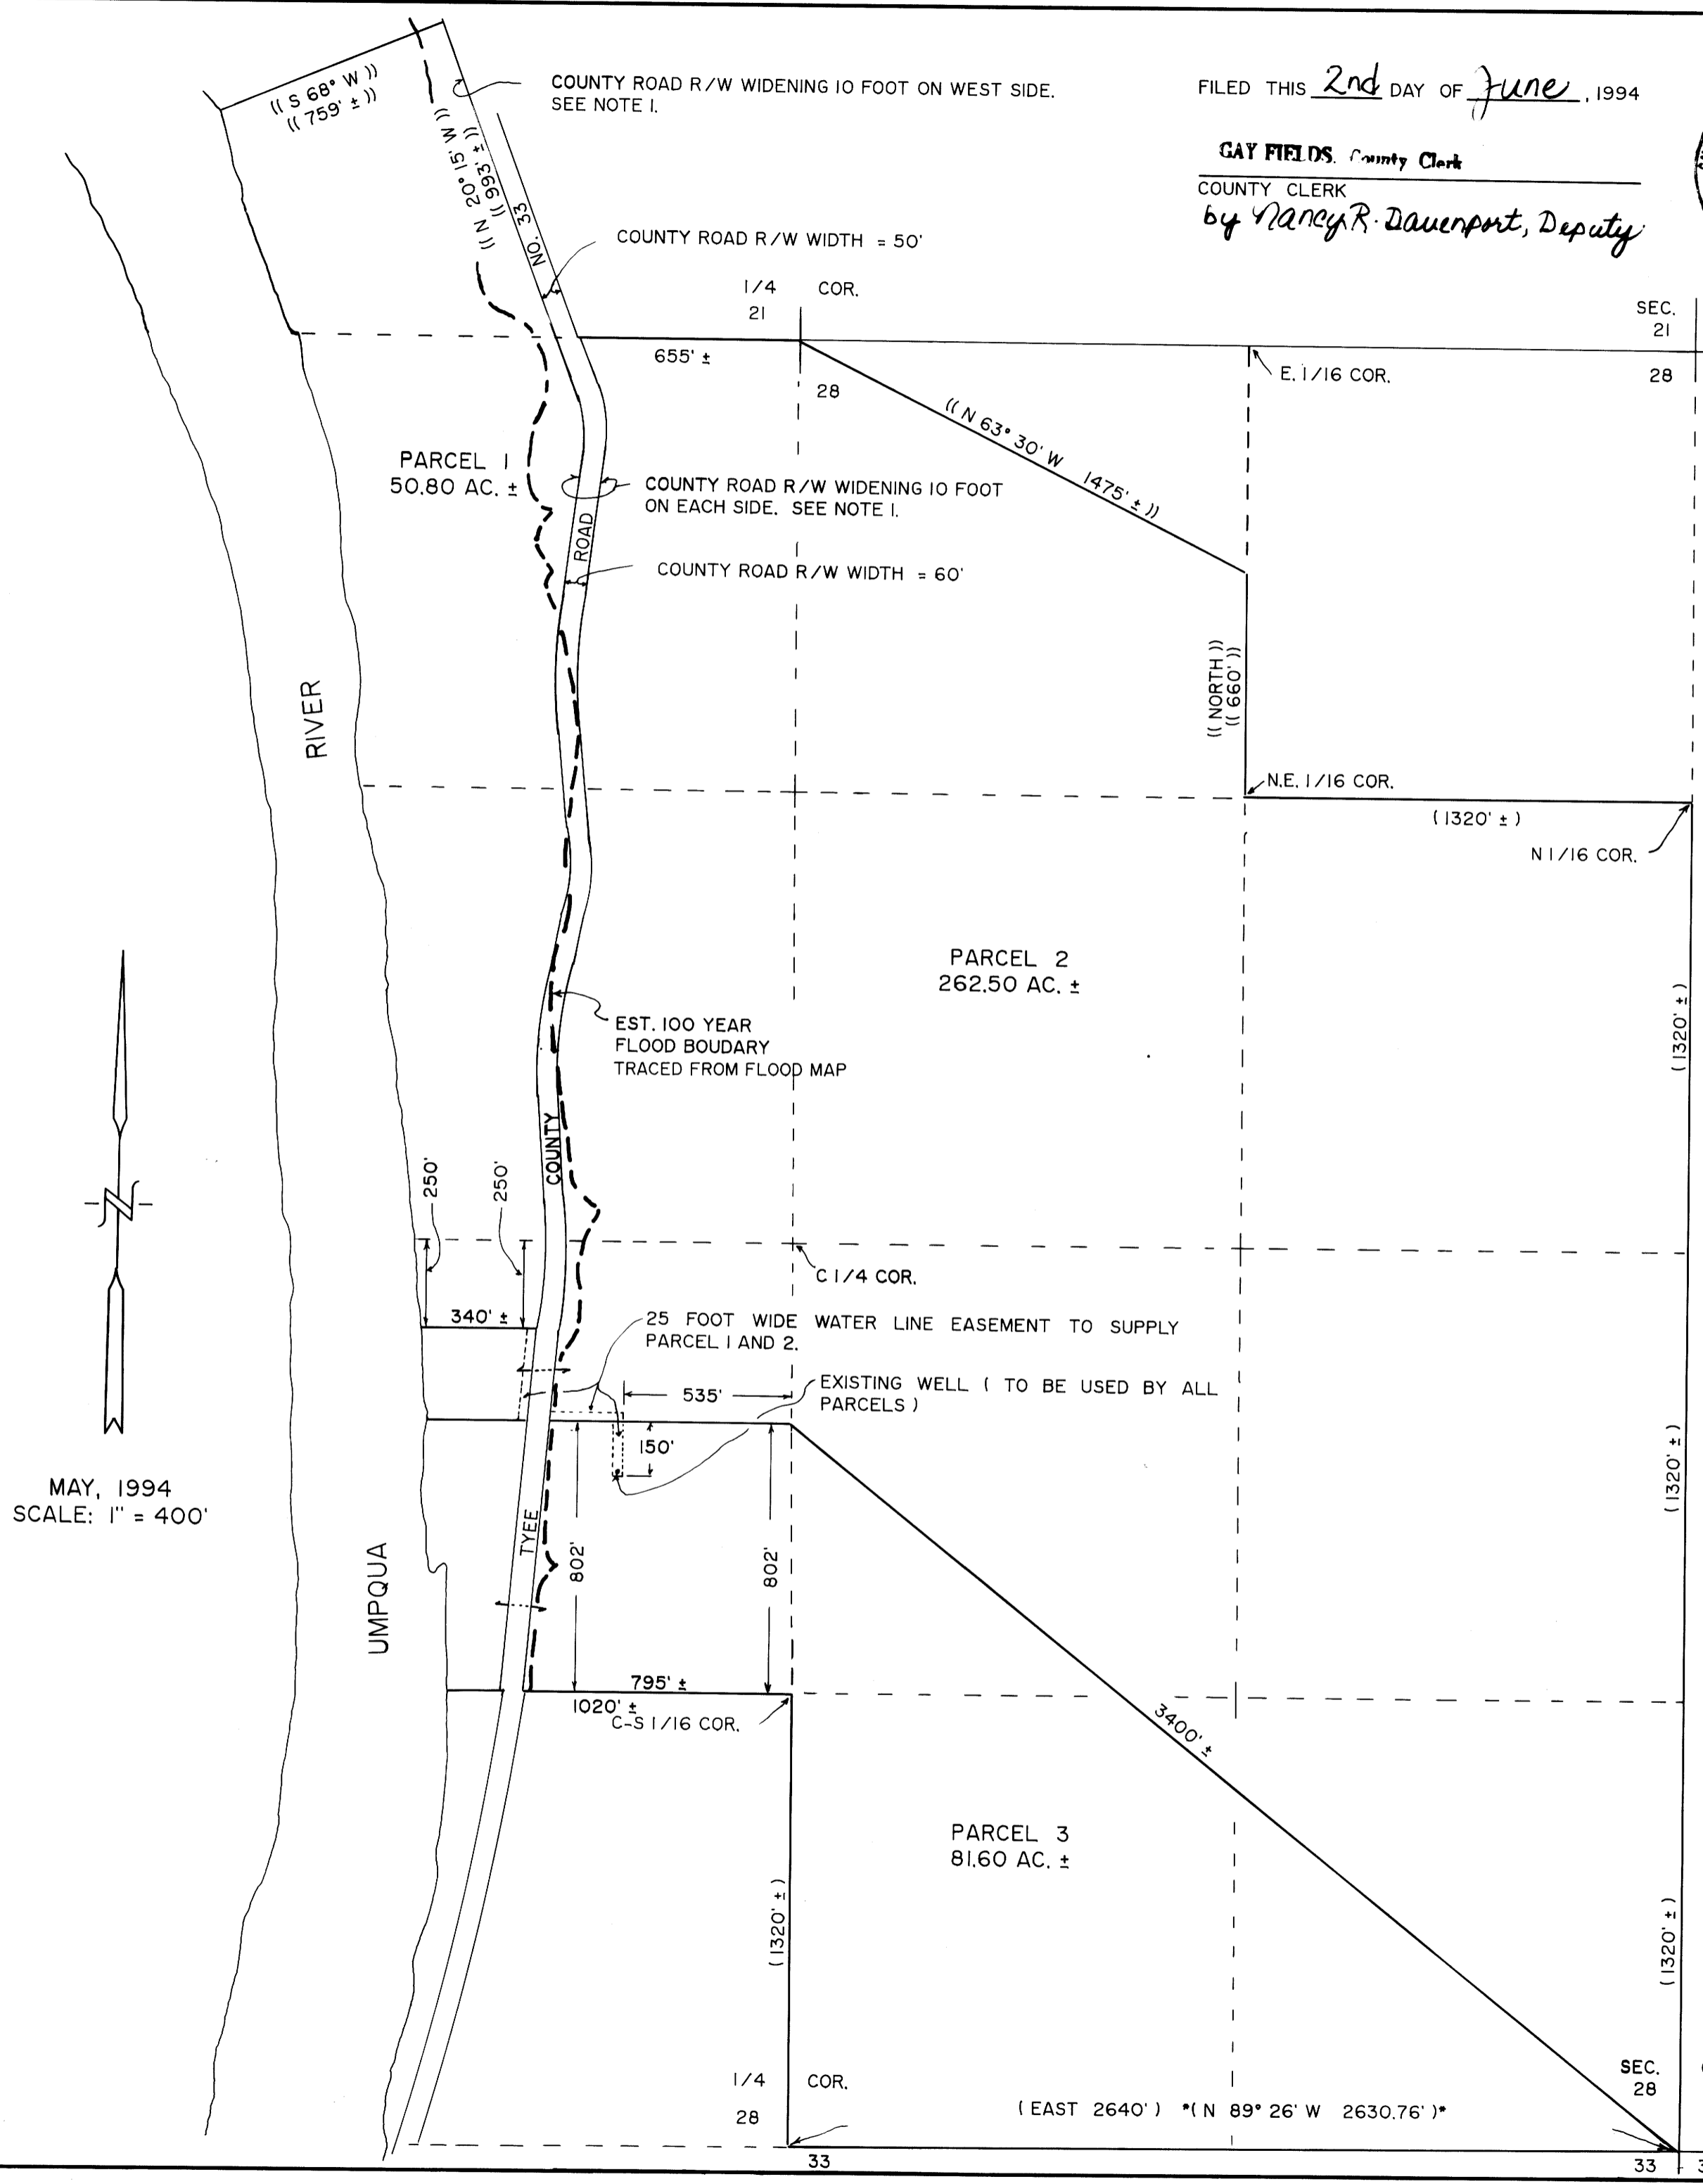 (( S 68° W ))
(( 759' ± ))
COUNTY ROAD R/W WIDENING 10 FOOT ON WEST SIDE.
SEE NOTE 1.
FILED THIS 2nd DAY OF June, 1994
GAY FIELDS. County Clerk
COUNTY CLERK
by Nancy R. Davenport, Deputy
(( N 20° 15' W ))
(( 993' ± ))
NO. 33
COUNTY ROAD R/W WIDTH = 50'
1/4 COR.
21
28
SEC.
21
28
655' ±
E. 1/16 COR.
(( N 63° 30' W 1475' ± ))
PARCEL 1
50.80 AC. ±
COUNTY ROAD R/W WIDENING 10 FOOT
ON EACH SIDE. SEE NOTE 1.
ROAD
COUNTY ROAD R/W WIDTH = 60'
(( NORTH ))
(( 660' ))
RIVER
N.E. 1/16 COR.
( 1320' ± )
N 1/16 COR.
PARCEL 2
262.50 AC. ±
( 1320' ± )
EST. 100 YEAR
FLOOD BOUDARY
TRACED FROM FLOOD MAP
COUNTY
250'
250'
C 1/4 COR.
340' ±
25 FOOT WIDE WATER LINE EASEMENT TO SUPPLY
PARCEL 1 AND 2.
535'
EXISTING WELL ( TO BE USED BY ALL
PARCELS )
150'
( 1320' ± )
MAY, 1994
SCALE: 1" = 400'
TYEE
802'
802'
UMPQUA
795' ±
1020' ±
C-S 1/16 COR.
3400' ±
PARCEL 3
81.60 AC. ±
( 1320' ± )
( 1320' ± )
1/4 COR.
28
33
( EAST 2640' ) *( N 89° 26' W 2630.76' )*
SEC.
28
33